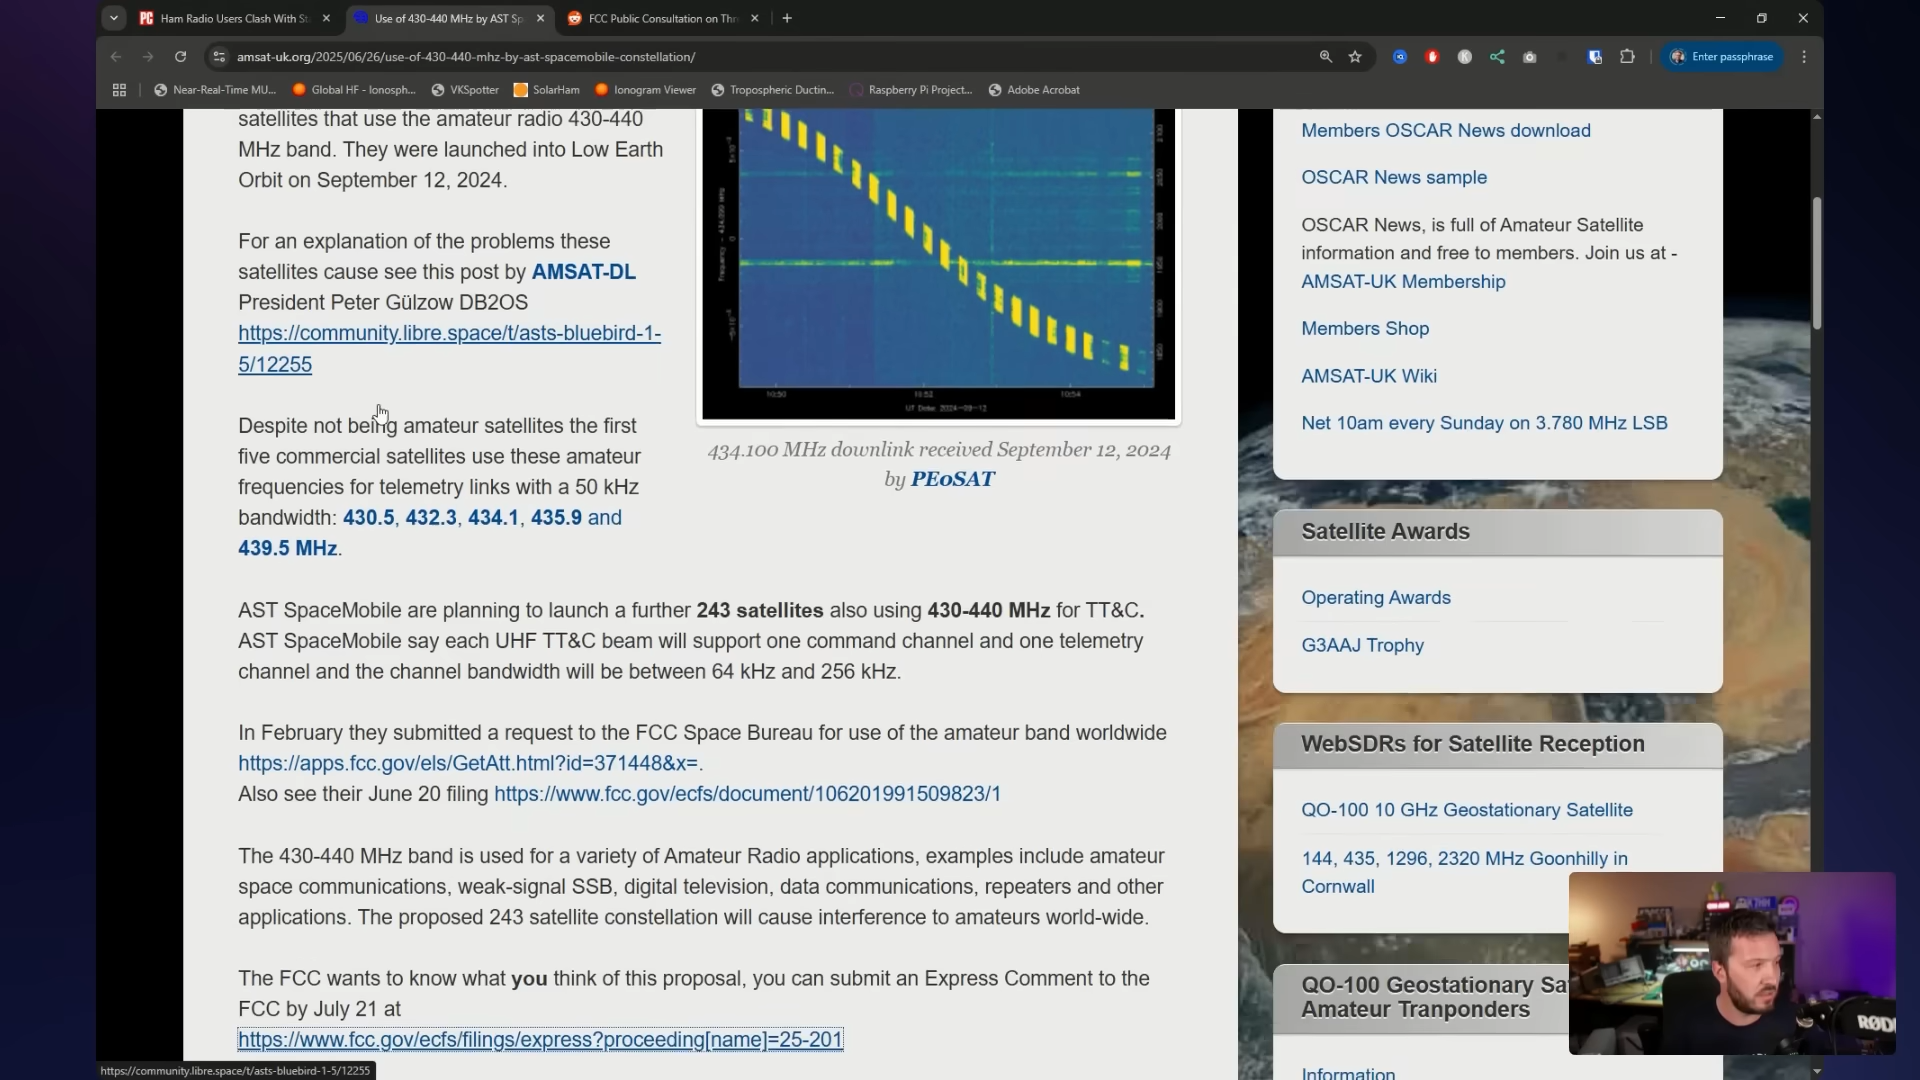 Ham Radio Users Clash With St
Use of 430-440 MHz by AST Sp
FCC Public Consultation on Thr
amsat-uk.org/2025/06/26/use-of-430-440-mhz-by-ast-spacemobile-constellation/
Enter passphrase
Near-Real-Time MU...
Global HF - Ionosph...
VKSpotter
SolarHam
Ionogram Viewer
Tropospheric Ductin...
Raspberry Pi Project...
Adobe Acrobat
satellites that use the amateur radio 430-440
MHz band. They were launched into Low Earth
Orbit on September 12, 2024.
For an explanation of the problems these
satellites cause see this post by AMSAT-DL
President Peter Gülzow DB2OS
https://community.libre.space/t/asts-bluebird-1-
5/12255
Despite not being amateur satellites the first
five commercial satellites use these amateur
frequencies for telemetry links with a 50 kHz
bandwidth: 430.5, 432.3, 434.1, 435.9 and
439.5 MHz.
10:50
10:52
10:54
UT Date: 2024-09-12
434.100 MHz downlink received September 12, 2024
by PE0SAT
AST SpaceMobile are planning to launch a further 243 satellites also using 430-440 MHz for TT&C.
AST SpaceMobile say each UHF TT&C beam will support one command channel and one telemetry
channel and the channel bandwidth will be between 64 kHz and 256 kHz.
In February they submitted a request to the FCC Space Bureau for use of the amateur band worldwide
https://apps.fcc.gov/els/GetAtt.html?id=371448&x=.
Also see their June 20 filing https://www.fcc.gov/ecfs/document/106201991509823/1
The 430-440 MHz band is used for a variety of Amateur Radio applications, examples include amateur
space communications, weak-signal SSB, digital television, data communications, repeaters and other
applications. The proposed 243 satellite constellation will cause interference to amateurs world-wide.
The FCC wants to know what you think of this proposal, you can submit an Express Comment to the
FCC by July 21 at
https://www.fcc.gov/ecfs/filings/express?proceeding[name]=25-201
Members OSCAR News download
OSCAR News sample
OSCAR News, is full of Amateur Satellite
information and free to members. Join us at -
AMSAT-UK Membership
Members Shop
AMSAT-UK Wiki
Net 10am every Sunday on 3.780 MHz LSB
Satellite Awards
Operating Awards
G3AAJ Trophy
WebSDRs for Satellite Reception
QO-100 10 GHz Geostationary Satellite
144, 435, 1296, 2320 MHz Goonhilly in
Cornwall
QO-100 Geostationary Sa
Amateur Tranponders
Information
RØDE
https://community.libre.space/t/asts-bluebird-1-5/12255